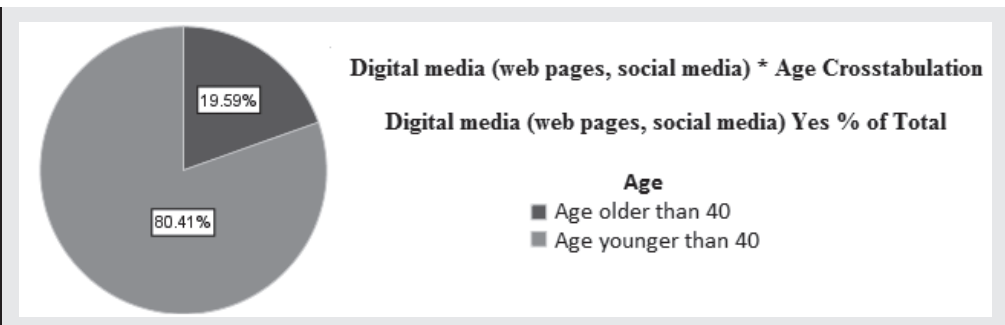 19.59%
80.41%
Digital media (web pages, social media) * Age Crosstabulation
Digital media (web pages, social media) Yes % of Total
Age
Age older than 40
Age younger than 40